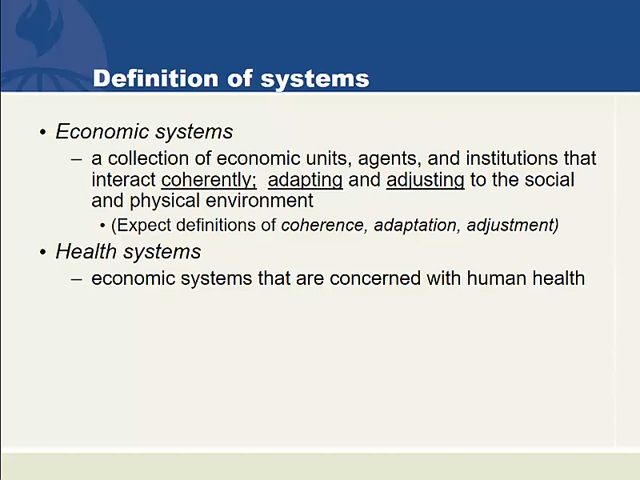 Definition of systems
• Economic systems
– a collection of economic units, agents, and institutions that
interact coherently; adapting and adjusting to the social
and physical environment
• (Expect definitions of coherence, adaptation, adjustment)
• Health systems
– economic systems that are concerned with human health